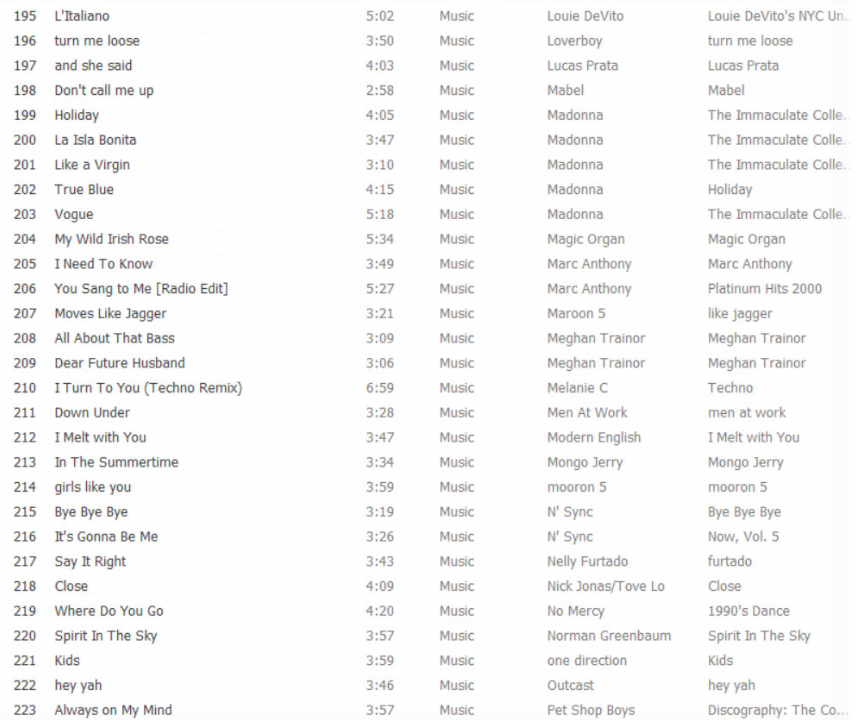 195 L'Italiano 5:02 Music Louie DeVito Louie DeVito's NYC Un...
196 turn me loose 3:50 Music Loverboy turn me loose
197 and she said 4:03 Music Lucas Prata Lucas Prata
198 Don't call me up 2:58 Music Mabel Mabel
199 Holiday 4:05 Music Madonna The Immaculate Colle...
200 La Isla Bonita 3:47 Music Madonna The Immaculate Colle...
201 Like a Virgin 3:10 Music Madonna The Immaculate Colle...
202 True Blue 4:15 Music Madonna Holiday
203 Vogue 5:18 Music Madonna The Immaculate Colle...
204 My Wild Irish Rose 5:34 Music Magic Organ Magic Organ
205 I Need To Know 3:49 Music Marc Anthony Marc Anthony
206 You Sang to Me [Radio Edit] 5:27 Music Marc Anthony Platinum Hits 2000
207 Moves Like Jagger 3:21 Music Maroon 5 like jagger
208 All About That Bass 3:09 Music Meghan Trainor Meghan Trainor
209 Dear Future Husband 3:06 Music Meghan Trainor Meghan Trainor
210 I Turn To You (Techno Remix) 6:59 Music Melanie C Techno
211 Down Under 3:28 Music Men At Work men at work
212 I Melt with You 3:47 Music Modern English I Melt with You
213 In The Summertime 3:34 Music Mongo Jerry Mongo Jerry
214 girls like you 3:59 Music mooron 5 mooron 5
215 Bye Bye Bye 3:19 Music N' Sync Bye Bye Bye
216 It's Gonna Be Me 3:26 Music N' Sync Now, Vol. 5
217 Say It Right 3:43 Music Nelly Furtado furtado
218 Close 4:09 Music Nick Jonas/Tove Lo Close
219 Where Do You Go 4:20 Music No Mercy 1990's Dance
220 Spirit In The Sky 3:57 Music Norman Greenbaum Spirit In The Sky
221 Kids 3:59 Music one direction Kids
222 hey yah 3:46 Music Outcast hey yah
223 Always on My Mind 3:57 Music Pet Shop Boys Discography: The Co...